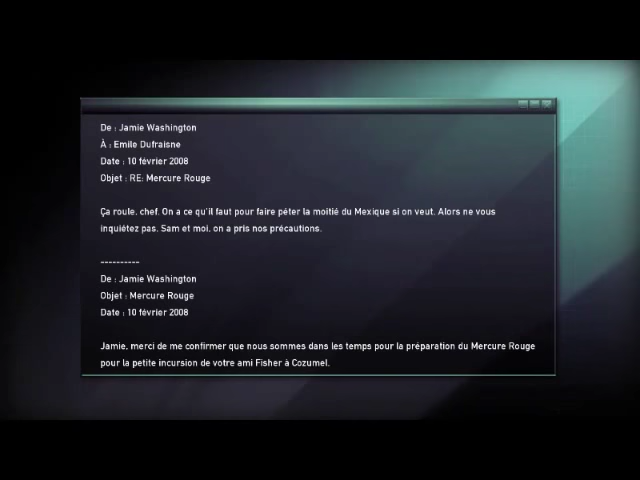 De : Jamie Washington
À : Emile Dufraisne
Date : 10 février 2008
Objet : RE: Mercure Rouge
Ça roule, chef. On a ce qu'il faut pour faire péter la moitié du Mexique si on veut. Alors ne vous
inquiétez pas. Sam et moi, on a pris nos précautions.
----------
De : Jamie Washington
Objet : Mercure Rouge
Date : 10 février 2008
Jamie, merci de me confirmer que nous sommes dans les temps pour la préparation du Mercure Rouge
pour la petite incursion de votre ami Fisher à Cozumel.